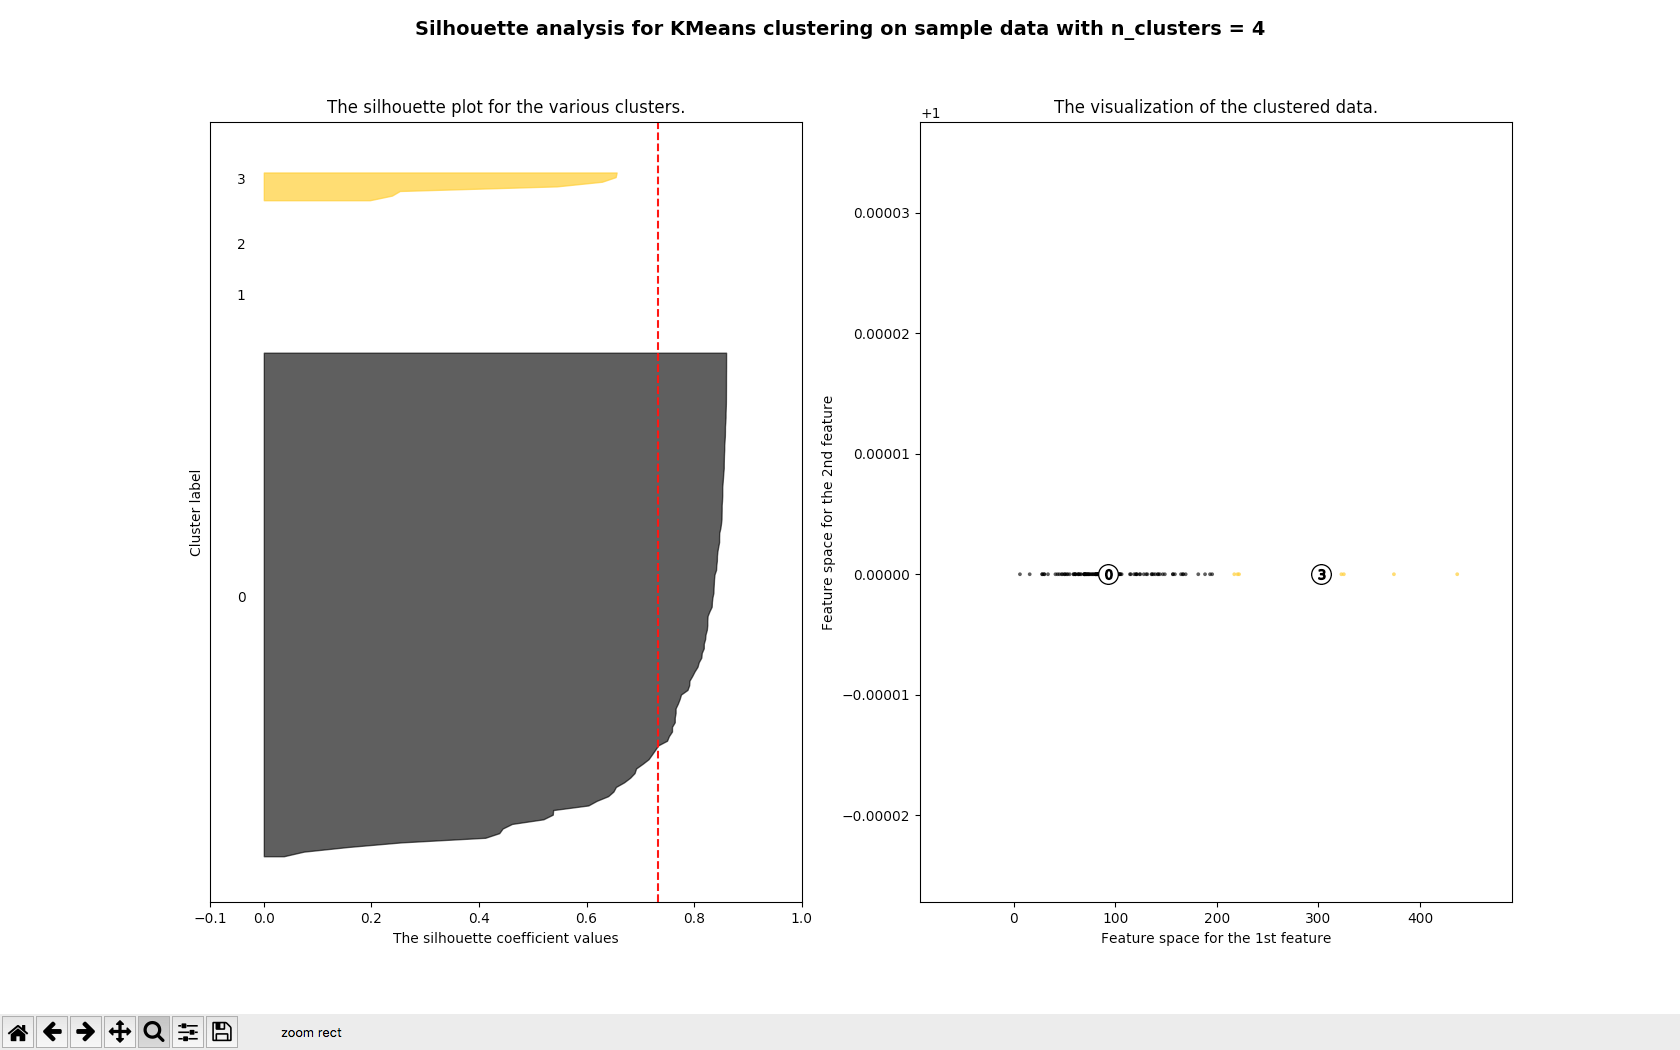 Silhouette analysis for KMeans clustering on sample data with n_clusters = 4
The silhouette plot for the various clusters.
3
2
1
0
Cluster label
−0.1 0.0 0.2 0.4 0.6 0.8 1.0
The silhouette coefficient values
The visualization of the clustered data.
+1
0.00003
0.00002
0.00001
0.00000
−0.00001
−0.00002
Feature space for the 2nd feature
0 3
0 100 200 300 400
Feature space for the 1st feature
zoom rect